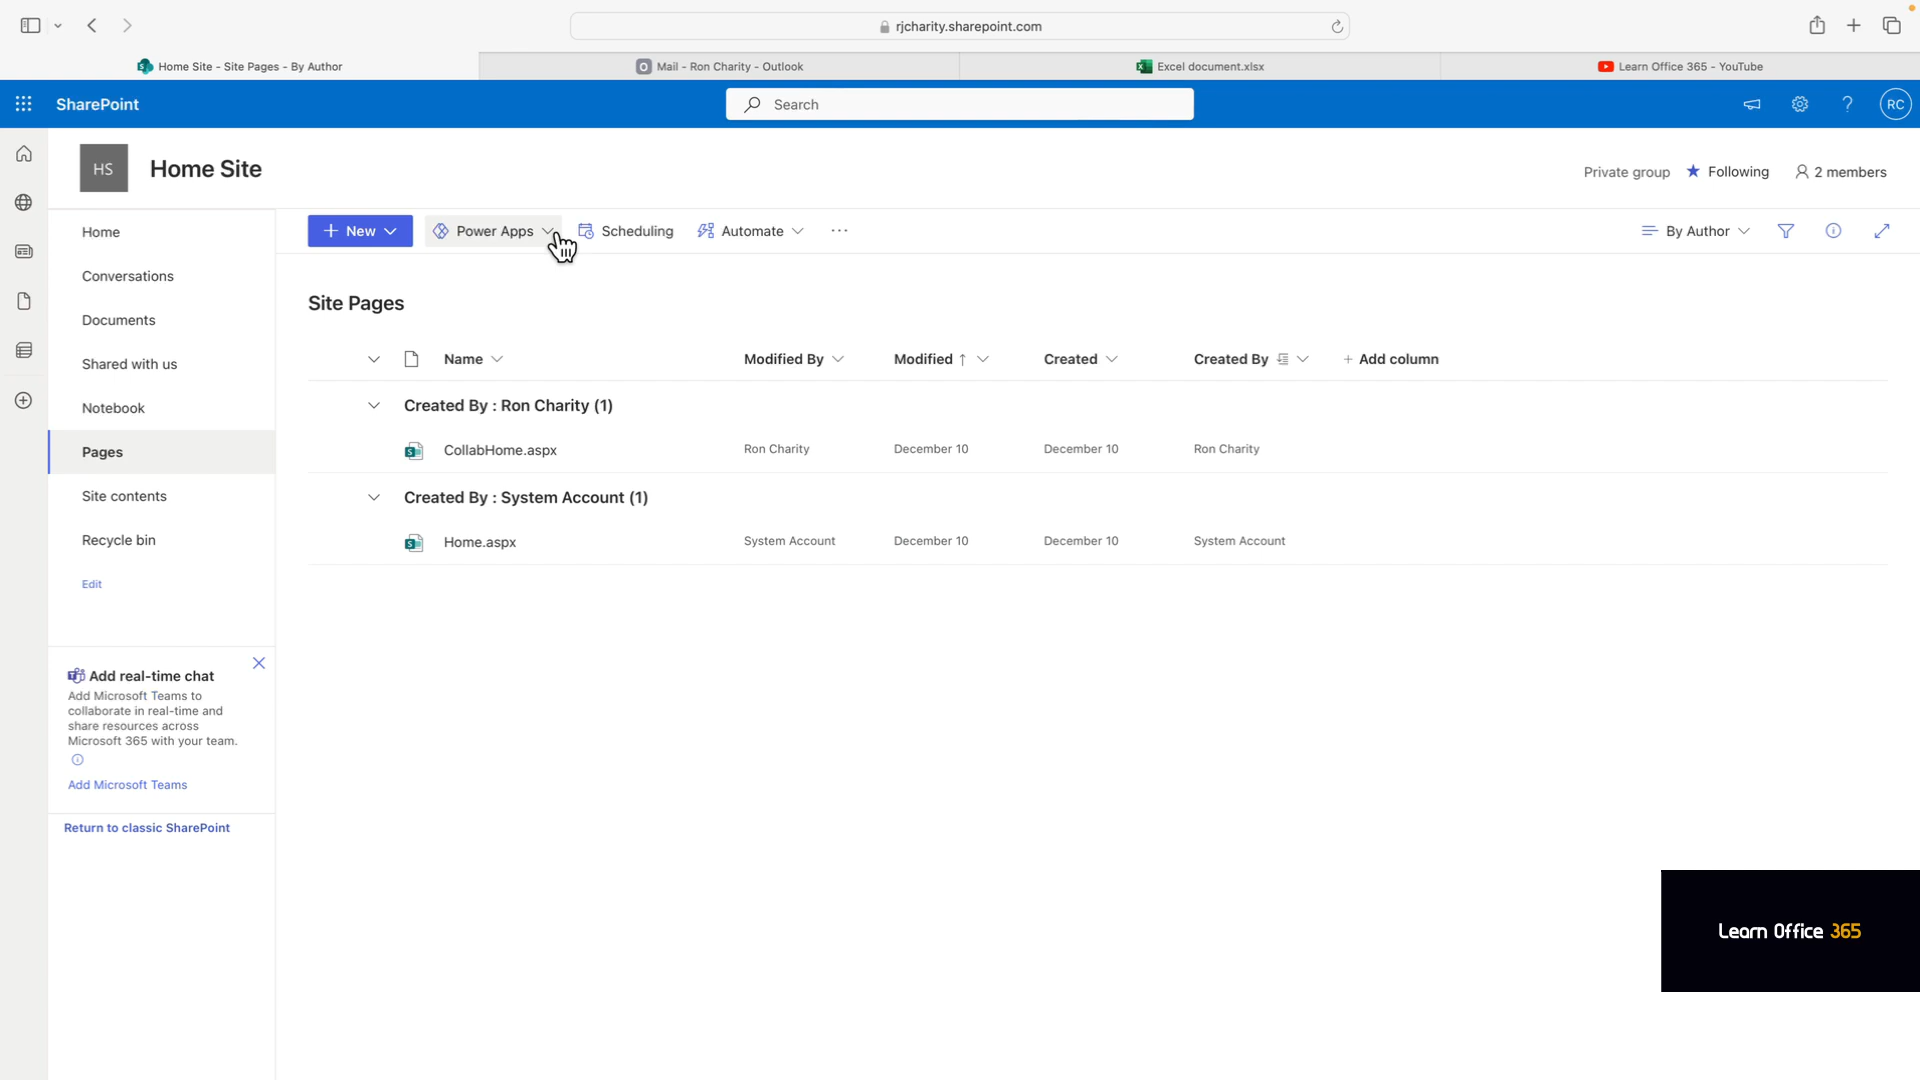 rjcharity.sharepoint.com
Home Site - Site Pages - By Author
Mail - Ron Charity - Outlook
Excel document.xlsx
Learn Office 365 - YouTube
SharePoint
Search
RC
HS
Home Site
Private group
Following
2 members
Home
Conversations
Documents
Shared with us
Notebook
Pages
Site contents
Recycle bin
Edit
Add real-time chat
Add Microsoft Teams to
collaborate in real-time and
share resources across
Microsoft 365 with your team.
Add Microsoft Teams
Return to classic SharePoint
+ New
Power Apps
Scheduling
Automate
...
By Author
Site Pages
Name
Modified By
Modified ↑
Created
Created By
+ Add column
Created By : Ron Charity (1)
CollabHome.aspx
Ron Charity
December 10
December 10
Ron Charity
Created By : System Account (1)
Home.aspx
System Account
December 10
December 10
System Account
Learn Office 365